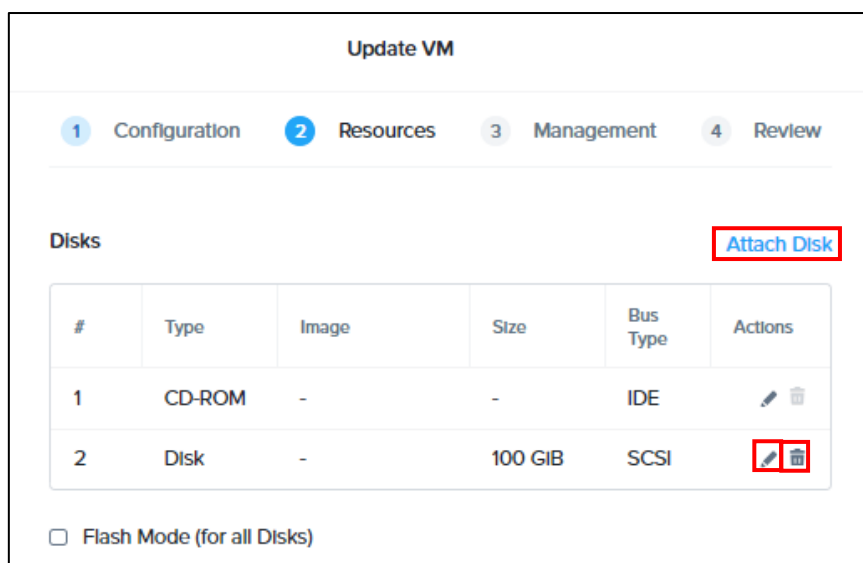 Update VM
1 Configuration 2 Resources 3 Management 4 Review
Disks
Attach Disk
# Type Image Size Bus Type Actions
1 CD-ROM - - IDE
2 Disk - 100 GiB SCSI
Flash Mode (for all Disks)